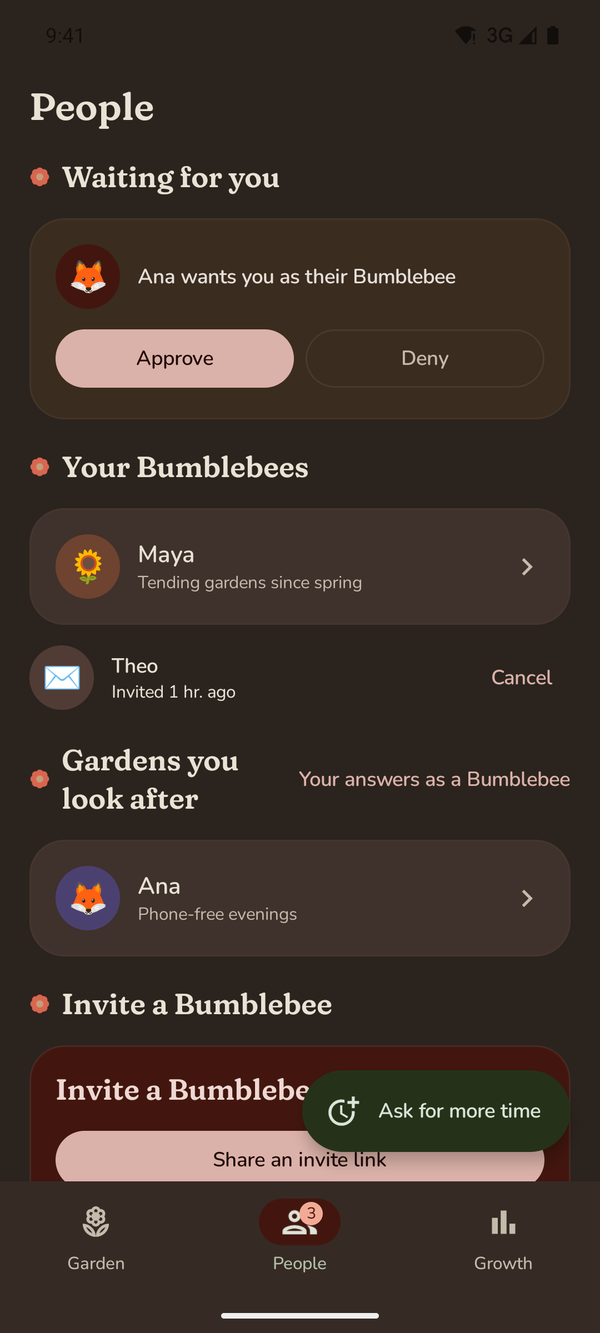 9:41
3G
People
Waiting for you
Ana wants you as their Bumblebee
Approve
Deny
Your Bumblebees
Maya
Tending gardens since spring
Theo
Invited 1 hr. ago
Cancel
Gardens you
look after
Your answers as a Bumblebee
Ana
Phone-free evenings
Invite a Bumblebee
Invite a Bumblebe
Ask for more time
Share an invite link
3
Garden
People
Growth